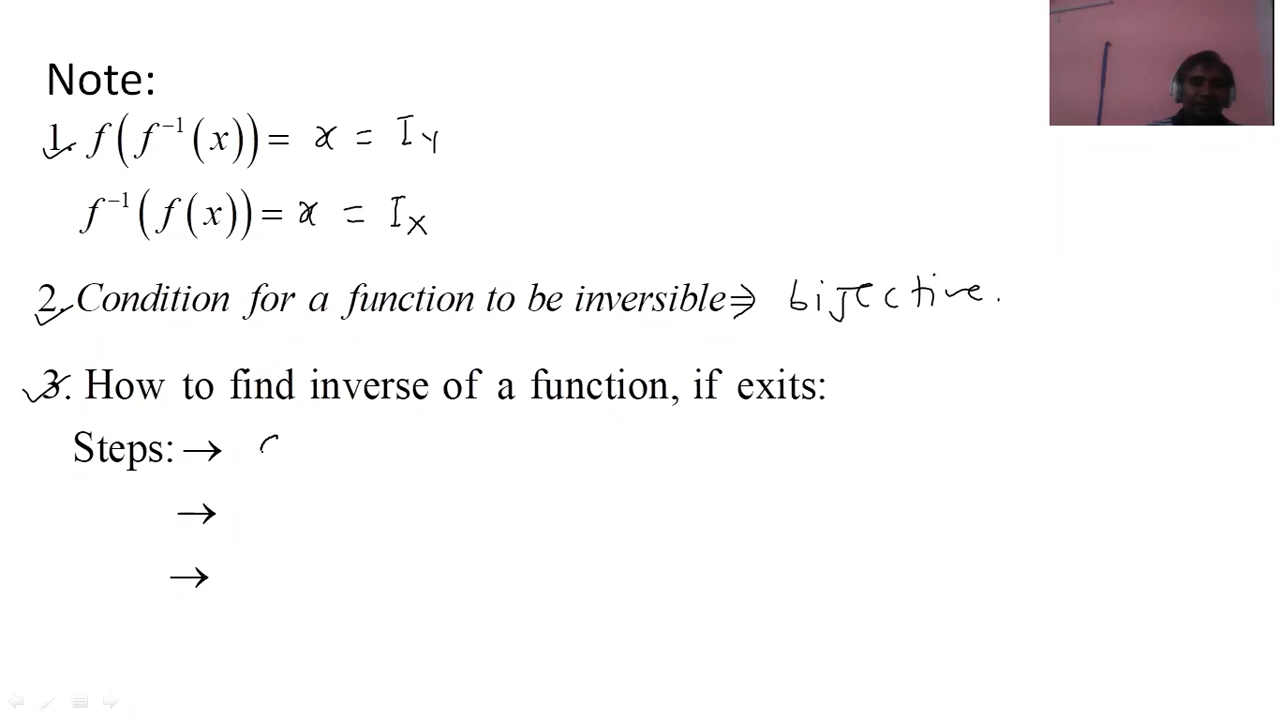 Note:
1. f(f⁻¹(x)) = x = I_Y
f⁻¹(f(x)) = x = I_X
2. Condition for a function to be inversible ⇒ bijective.
3. How to find inverse of a function, if exits:
Steps: →
→
→